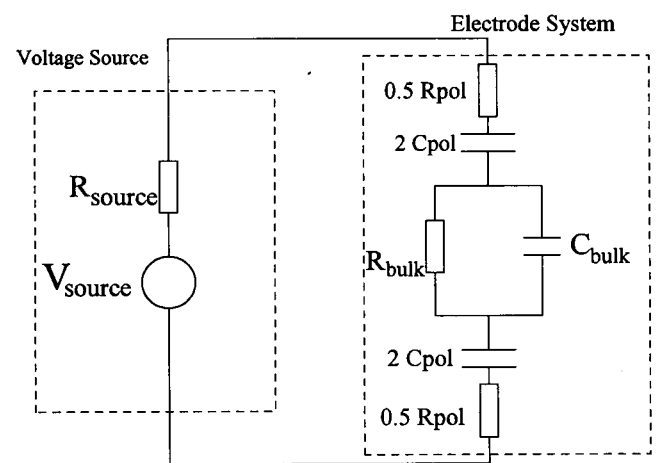 Electrode System
Voltage Source
0.5 Rpol
2 Cpol
Rsource
Vsource
Rbulk
Cbulk
2 Cpol
0.5 Rpol